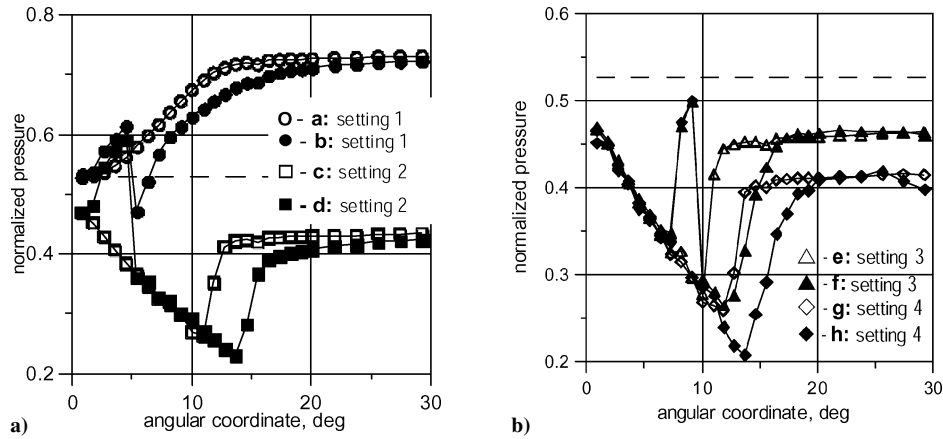 0.8
0.6
0.4
0.2
normalized pressure
- a: setting 1
- b: setting 1
- c: setting 2
- d: setting 2
0 10 20 30
angular coordinate, deg
a)
0.6
0.5
0.4
0.3
0.2
normalized pressure
- e: setting 3
- f: setting 3
- g: setting 4
- h: setting 4
0 10 20 30
angular coordinate, deg
b)